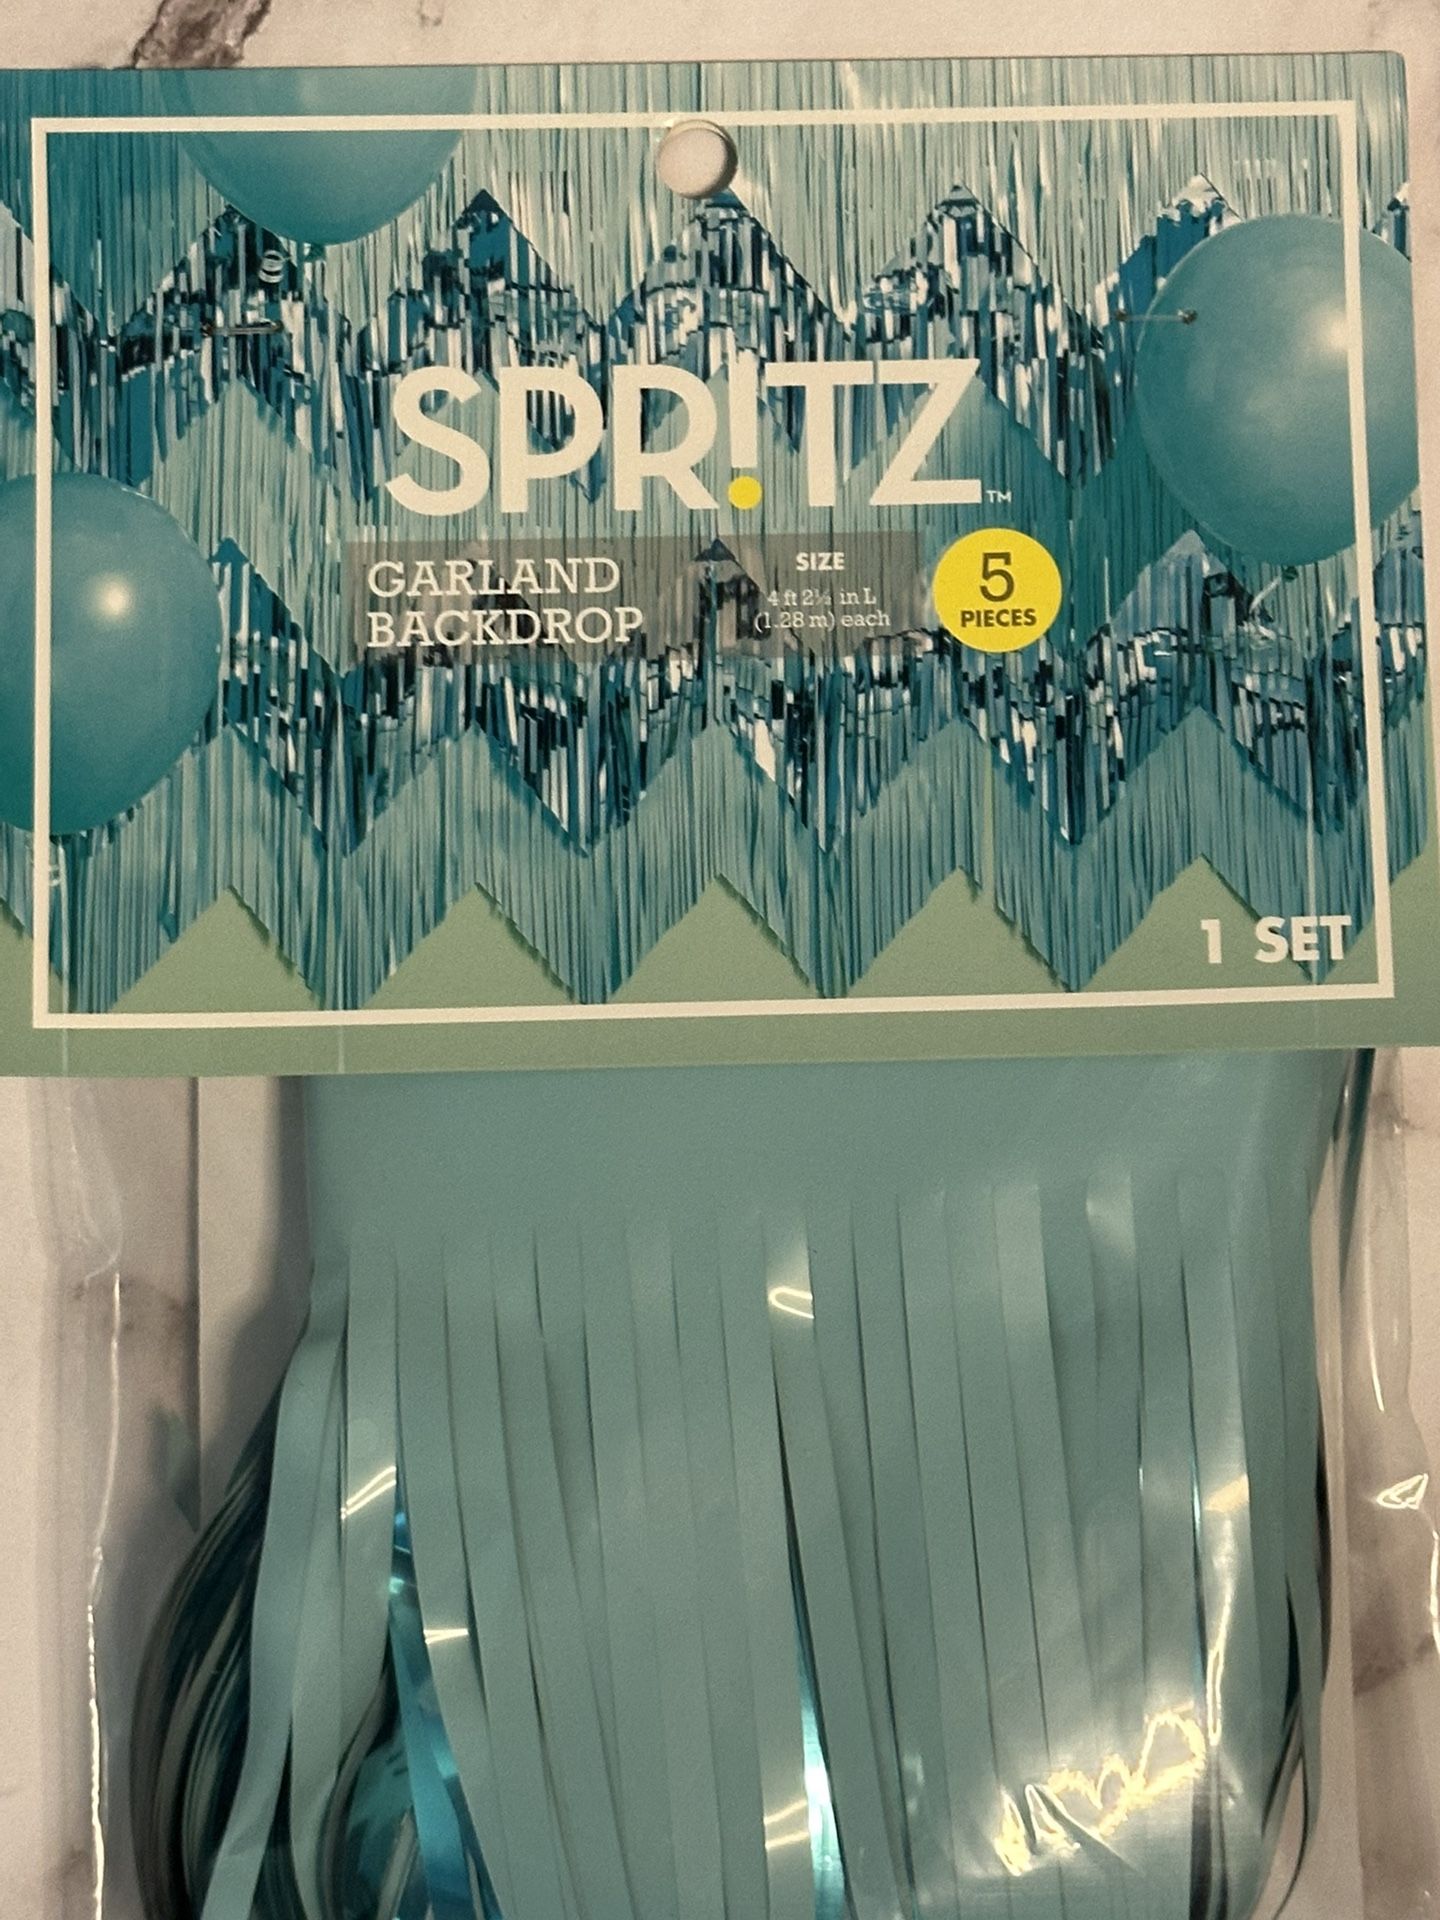 SPR!TZ™
GARLAND
BACKDROP
SIZE
4 ft 2½ in L
(1.28 m) each
5
PIECES
1 SET